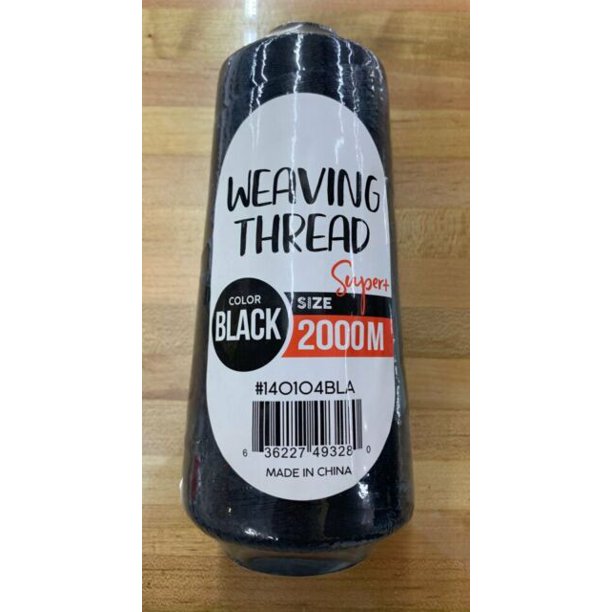 WEAVING
THREAD
Super+
COLOR
BLACK
SIZE
2000M
#140104BLA
6 36227 49328 0
MADE IN CHINA